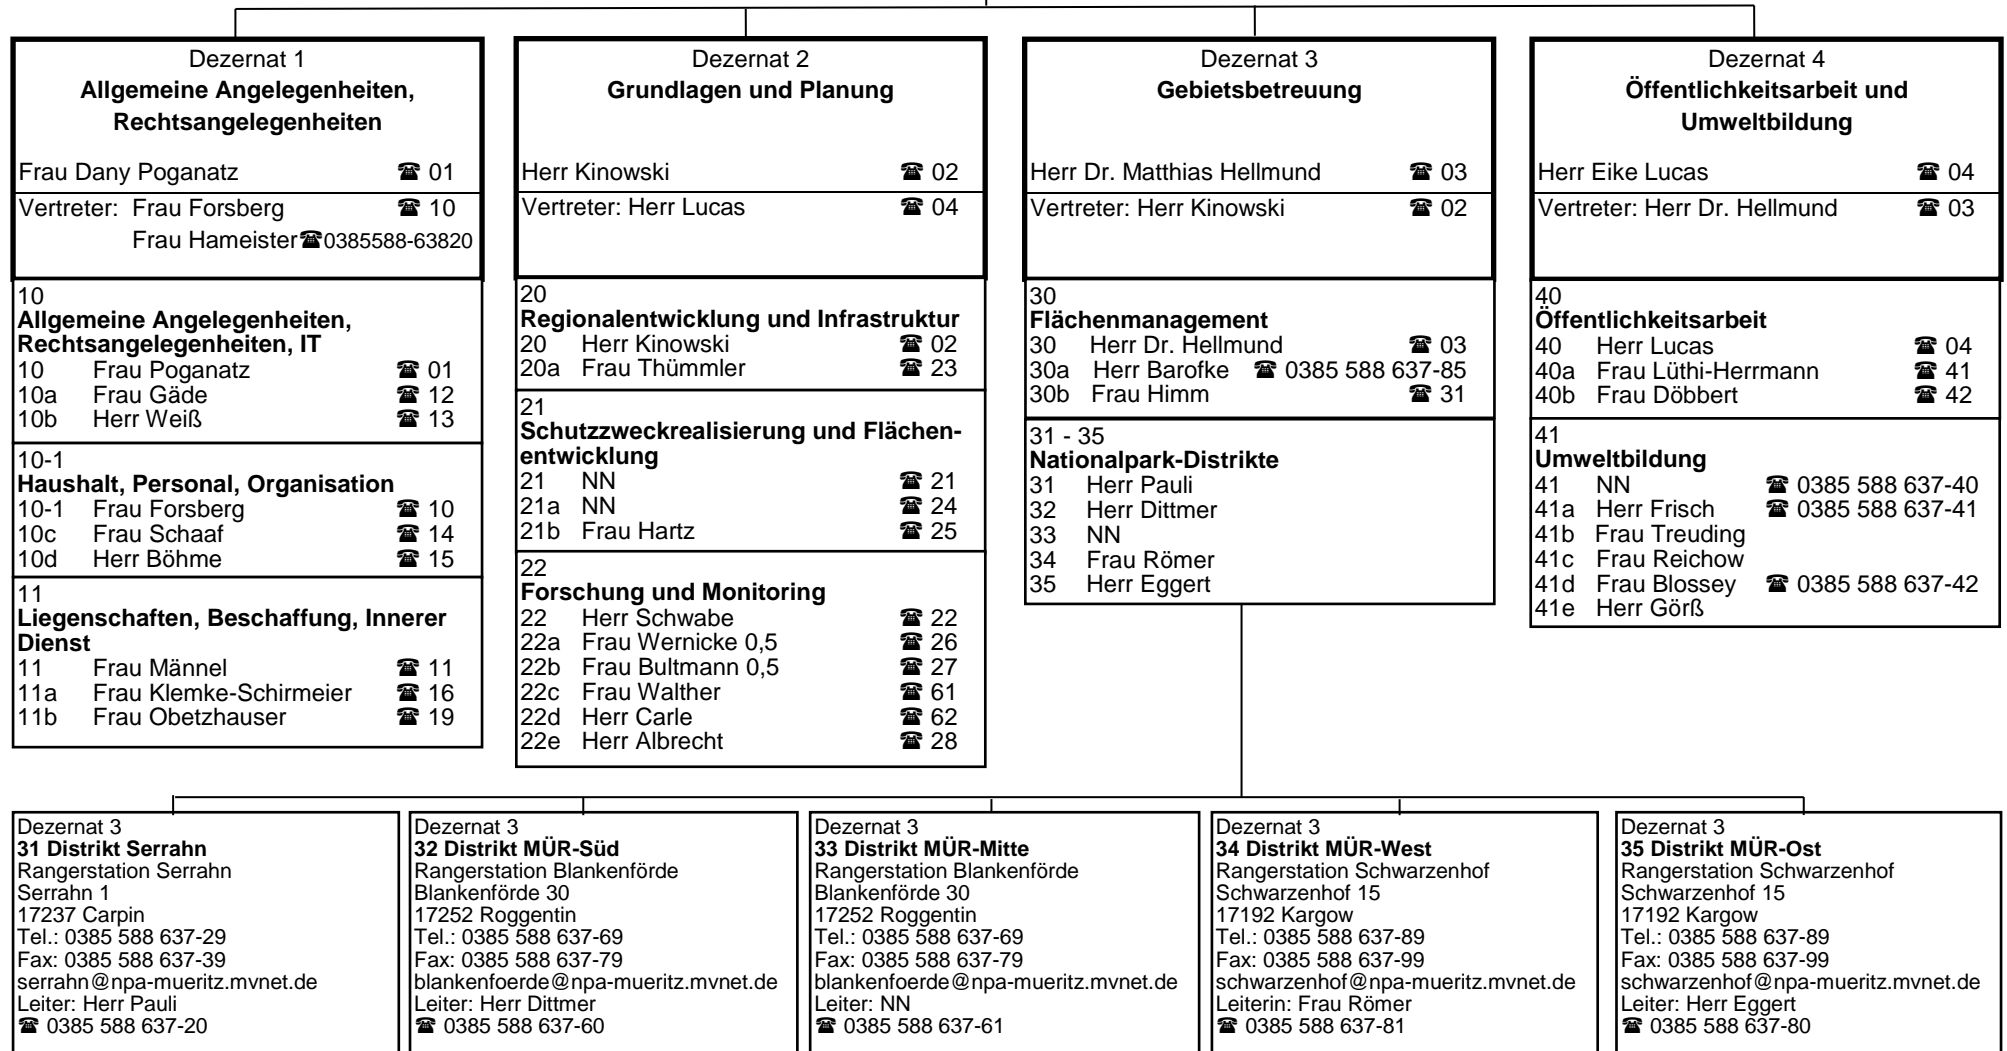 Dezernat 1
Allgemeine Angelegenheiten,
Rechtsangelegenheiten
Frau Dany Poganatz ☎ 01
Vertreter: Frau Forsberg ☎ 10
Frau Hameister☎0385588-63820
10
Allgemeine Angelegenheiten,
Rechtsangelegenheiten, IT
10 Frau Poganatz ☎ 01
10a Frau Gäde ☎ 12
10b Herr Weiß ☎ 13
10-1
Haushalt, Personal, Organisation
10-1 Frau Forsberg ☎ 10
10c Frau Schaaf ☎ 14
10d Herr Böhme ☎ 15
11
Liegenschaften, Beschaffung, Innerer
Dienst
11 Frau Männel ☎ 11
11a Frau Klemke-Schirmeier ☎ 16
11b Frau Obetzhauser ☎ 19
Dezernat 2
Grundlagen und Planung
Herr Kinowski ☎ 02
Vertreter: Herr Lucas ☎ 04
20
Regionalentwicklung und Infrastruktur
20 Herr Kinowski ☎ 02
20a Frau Thümmler ☎ 23
21
Schutzzweckrealisierung und Flächen-
entwicklung
21 NN ☎ 21
21a NN ☎ 24
21b Frau Hartz ☎ 25
22
Forschung und Monitoring
22 Herr Schwabe ☎ 22
22a Frau Wernicke 0,5 ☎ 26
22b Frau Bultmann 0,5 ☎ 27
22c Frau Walther ☎ 61
22d Herr Carle ☎ 62
22e Herr Albrecht ☎ 28
Dezernat 3
Gebietsbetreuung
Herr Dr. Matthias Hellmund ☎ 03
Vertreter: Herr Kinowski ☎ 02
30
Flächenmanagement
30 Herr Dr. Hellmund ☎ 03
30a Herr Barofke ☎ 0385 588 637-85
30b Frau Himm ☎ 31
31 - 35
Nationalpark-Distrikte
31 Herr Pauli
32 Herr Dittmer
33 NN
34 Frau Römer
35 Herr Eggert
Dezernat 4
Öffentlichkeitsarbeit und
Umweltbildung
Herr Eike Lucas ☎ 04
Vertreter: Herr Dr. Hellmund ☎ 03
40
Öffentlichkeitsarbeit
40 Herr Lucas ☎ 04
40a Frau Lüthi-Herrmann ☎ 41
40b Frau Döbbert ☎ 42
41
Umweltbildung
41 NN ☎ 0385 588 637-40
41a Herr Frisch ☎ 0385 588 637-41
41b Frau Treuding
41c Frau Reichow
41d Frau Blossey ☎ 0385 588 637-42
41e Herr Görß
Dezernat 3
31 Distrikt Serrahn
Rangerstation Serrahn
Serrahn 1
17237 Carpin
Tel.: 0385 588 637-29
Fax: 0385 588 637-39
serrahn@npa-mueritz.mvnet.de
Leiter: Herr Pauli
☎ 0385 588 637-20
Dezernat 3
32 Distrikt MÜR-Süd
Rangerstation Blankenförde
Blankenförde 30
17252 Roggentin
Tel.: 0385 588 637-69
Fax: 0385 588 637-79
blankenfoerde@npa-mueritz.mvnet.de
Leiter: Herr Dittmer
☎ 0385 588 637-60
Dezernat 3
33 Distrikt MÜR-Mitte
Rangerstation Blankenförde
Blankenförde 30
17252 Roggentin
Tel.: 0385 588 637-69
Fax: 0385 588 637-79
blankenfoerde@npa-mueritz.mvnet.de
Leiter: NN
☎ 0385 588 637-61
Dezernat 3
34 Distrikt MÜR-West
Rangerstation Schwarzenhof
Schwarzenhof 15
17192 Kargow
Tel.: 0385 588 637-89
Fax: 0385 588 637-99
schwarzenhof@npa-mueritz.mvnet.de
Leiterin: Frau Römer
☎ 0385 588 637-81
Dezernat 3
35 Distrikt MÜR-Ost
Rangerstation Schwarzenhof
Schwarzenhof 15
17192 Kargow
Tel.: 0385 588 637-89
Fax: 0385 588 637-99
schwarzenhof@npa-mueritz.mvnet.de
Leiter: Herr Eggert
☎ 0385 588 637-80